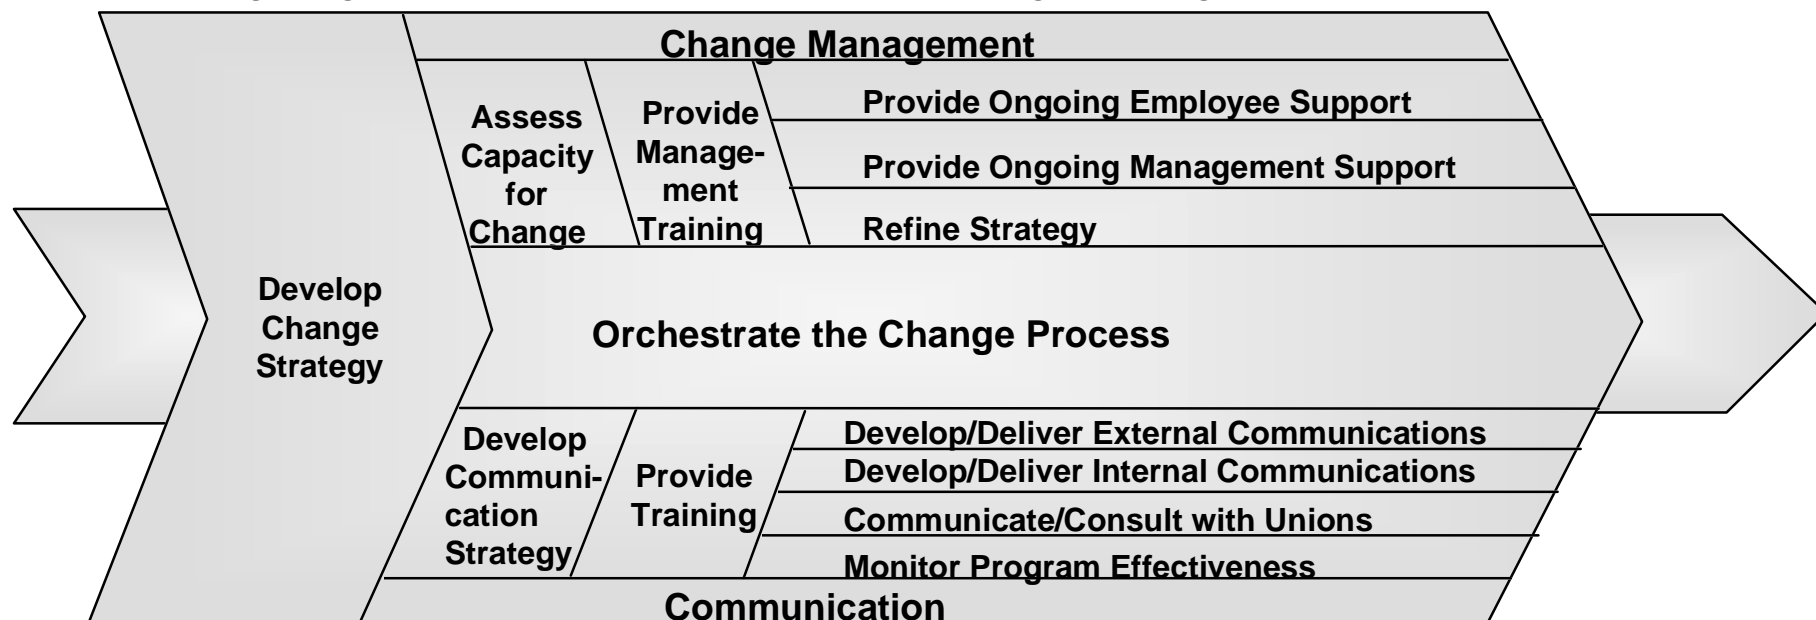 Change Management
Assess
Capacity
for
Change
Provide
Manage-
ment
Training
Provide Ongoing Employee Support
Provide Ongoing Management Support
Refine Strategy
Develop
Change
Strategy
Orchestrate the Change Process
Develop
Communi-
cation
Strategy
Provide
Training
Develop/Deliver External Communications
Develop/Deliver Internal Communications
Communicate/Consult with Unions
Monitor Program Effectiveness
Communication